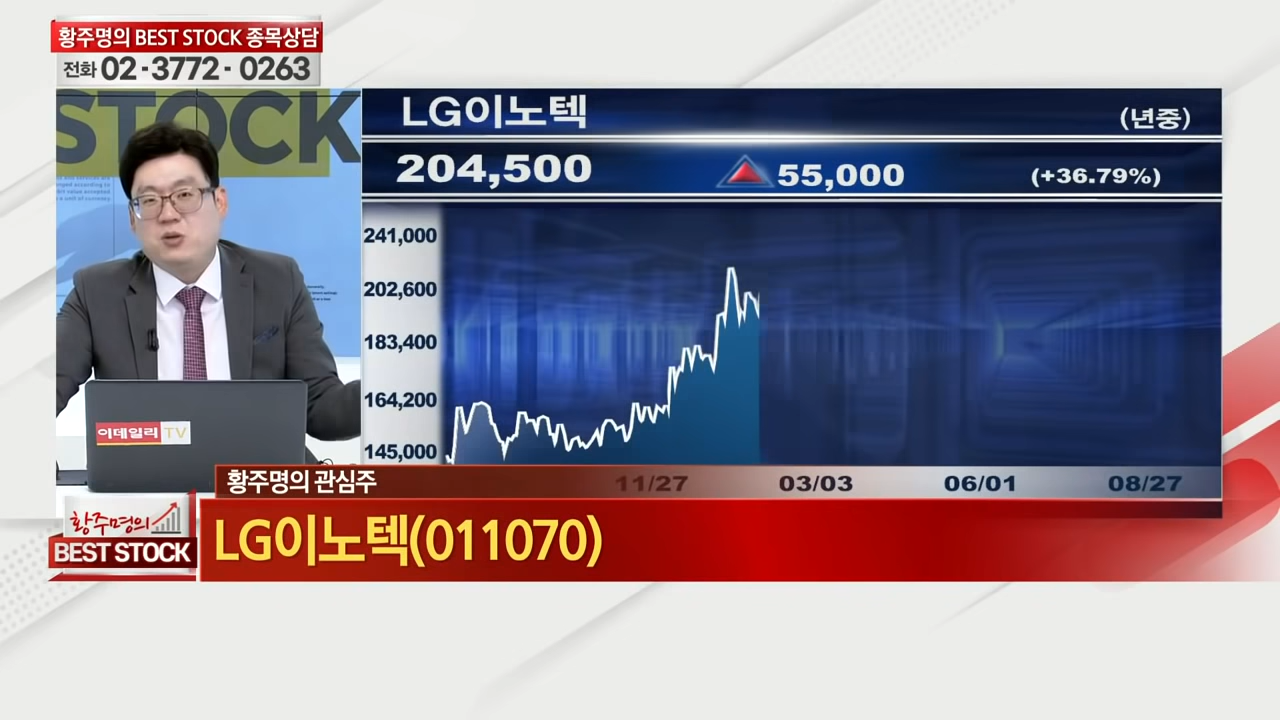 황주명의 BEST STOCK 종목상담
전화 02-3772-0263
STOCK
LG이노텍
(년중)
204,500
55,000
(+36.79%)
241,000
202,600
183,400
164,200
145,000
11/27
03/03
06/01
08/27
이데일리 TV
황주명의 관심주
황주명의
BEST STOCK
LG이노텍(011070)